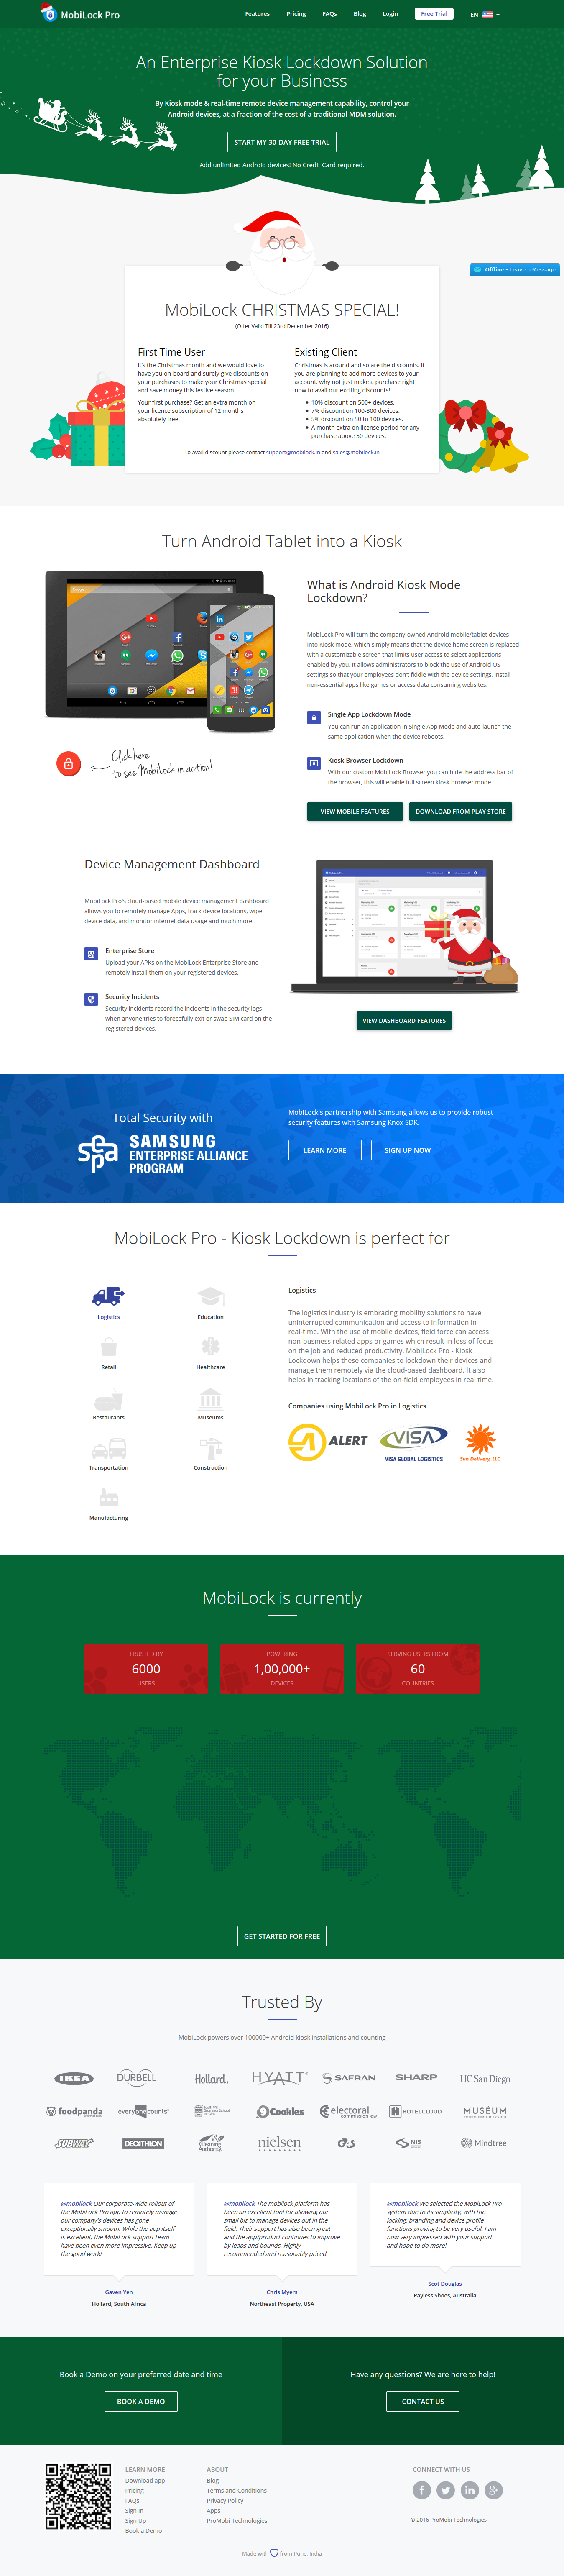 MobiLock Pro
Features Pricing FAQs Blog Login Free Trial EN
An Enterprise Kiosk Lockdown Solution
for your Business
By Kiosk mode & real-time remote device management capability, control your
Android devices, at a fraction of the cost of a traditional MDM solution.
START MY 30-DAY FREE TRIAL
Add unlimited Android devices! No Credit Card required.
Offline - Leave a Message
MobiLock CHRISTMAS SPECIAL!
(Offer Valid Till 23rd December 2016)
First Time User
It's the Christmas month and we would love to
have you on-board and surely give discounts on
your purchases to make your Christmas special
and save money this festive season.
Your first purchase? Get an extra month on
your licence subscription of 12 months
absolutely free.
Existing Client
Christmas is around and so are the discounts. If
you are planning to add more devices to your
account, why not just make a purchase right
now to avail our exciting discounts!
10% discount on 500+ devices.
7% discount on 100-300 devices.
5% discount on 50 to 100 devices.
A month extra on license period for any
purchase above 50 devices.
To avail discount please contact support@mobilock.in and sales@mobilock.in
Turn Android Tablet into a Kiosk
Click here
to see MobiLock in action!
What is Android Kiosk Mode
Lockdown?
MobiLock Pro will turn the company-owned Android mobile/tablet devices
into Kiosk mode, which simply means that the device home screen is replaced
with a customizable screen that limits user access to select applications
enabled by you. It allows administrators to block the use of Android OS
settings so that your employees don't fiddle with the device settings, install
non-essential apps like games or access data consuming websites.
Single App Lockdown Mode
You can run an application in Single App Mode and auto-launch the
same application when the device reboots.
Kiosk Browser Lockdown
With our custom MobiLock Browser you can hide the address bar of
the browser, this will enable full screen kiosk browser mode.
VIEW MOBILE FEATURES DOWNLOAD FROM PLAY STORE
Device Management Dashboard
MobiLock Pro's cloud-based mobile device management dashboard
allows you to remotely manage Apps, track device locations, wipe
device data, and monitor internet data usage and much more.
Enterprise Store
Upload your APKs on the MobiLock Enterprise Store and
remotely install them on your registered devices.
Security Incidents
Security incidents record the incidents in the security logs
when anyone tries to forcefully exit or swap SIM card on the
registered devices.
VIEW DASHBOARD FEATURES
Total Security with
spa SAMSUNG
ENTERPRISE ALLIANCE
PROGRAM
MobiLock's partnership with Samsung allows us to provide robust
security features with Samsung Knox SDK.
LEARN MORE SIGN UP NOW
MobiLock Pro - Kiosk Lockdown is perfect for
Logistics
Education
Retail
Healthcare
Restaurants
Museums
Transportation
Construction
Manufacturing
Logistics
The logistics industry is embracing mobility solutions to have
uninterrupted communication and access to information in
real-time. With the use of mobile devices, field force can access
non-business related apps or games which result in loss of focus
on the job and reduced productivity. MobiLock Pro - Kiosk
Lockdown helps these companies to lockdown their devices and
manage them remotely via the cloud-based dashboard. It also
helps in tracking locations of the on-field employees in real time.
Companies using MobiLock Pro in Logistics
ALERT
VISA
VISA GLOBAL LOGISTICS
Sun Delivery, LLC
MobiLock is currently
TRUSTED BY
6000
USERS
POWERING
1,00,000+
DEVICES
SERVING USERS FROM
60
COUNTRIES
GET STARTED FOR FREE
Trusted By
MobiLock powers over 100000+ Android kiosk installations and counting
IKEA DURBELL Hollard. HYATT SAFRAN SHARP UC San Diego
foodpanda everyonecounts Cookies electoral HOTELCLOUD MUSÉUM
SUBWAY DECATHLON Cleaning Authority nielsen NIS Mindtree
@mobilock Our corporate-wide rollout of
the MobiLock Pro app to remotely manage
our company's devices has gone
exceptionally smooth. While the app itself
is excellent, the MobiLock support team
have been even more impressive. Keep up
the good work!
Gaven Yen
Hollard, South Africa
@mobilock The mobilock platform has
been an excellent tool for allowing our
small biz to manage devices out in the
field. Their support has also been great
and the app/product continues to improve
by leaps and bounds. Highly
recommended and reasonably priced.
Chris Myers
Northeast Property, USA
@mobilock We selected the MobiLock Pro
system due to its simplicity, with the
locking, branding and device profile
functions proving to be very useful. I am
now very impressed with your support
and hope to do more!
Scot Douglas
Payless Shoes, Australia
Book a Demo on your preferred date and time
BOOK A DEMO
Have any questions? We are here to help!
CONTACT US
LEARN MORE
Download app
Pricing
FAQs
Sign In
Sign Up
Book a Demo
ABOUT
Blog
Terms and Conditions
Privacy Policy
Apps
ProMobi Technologies
CONNECT WITH US
© 2016 ProMobi Technologies
Made with from Pune, India